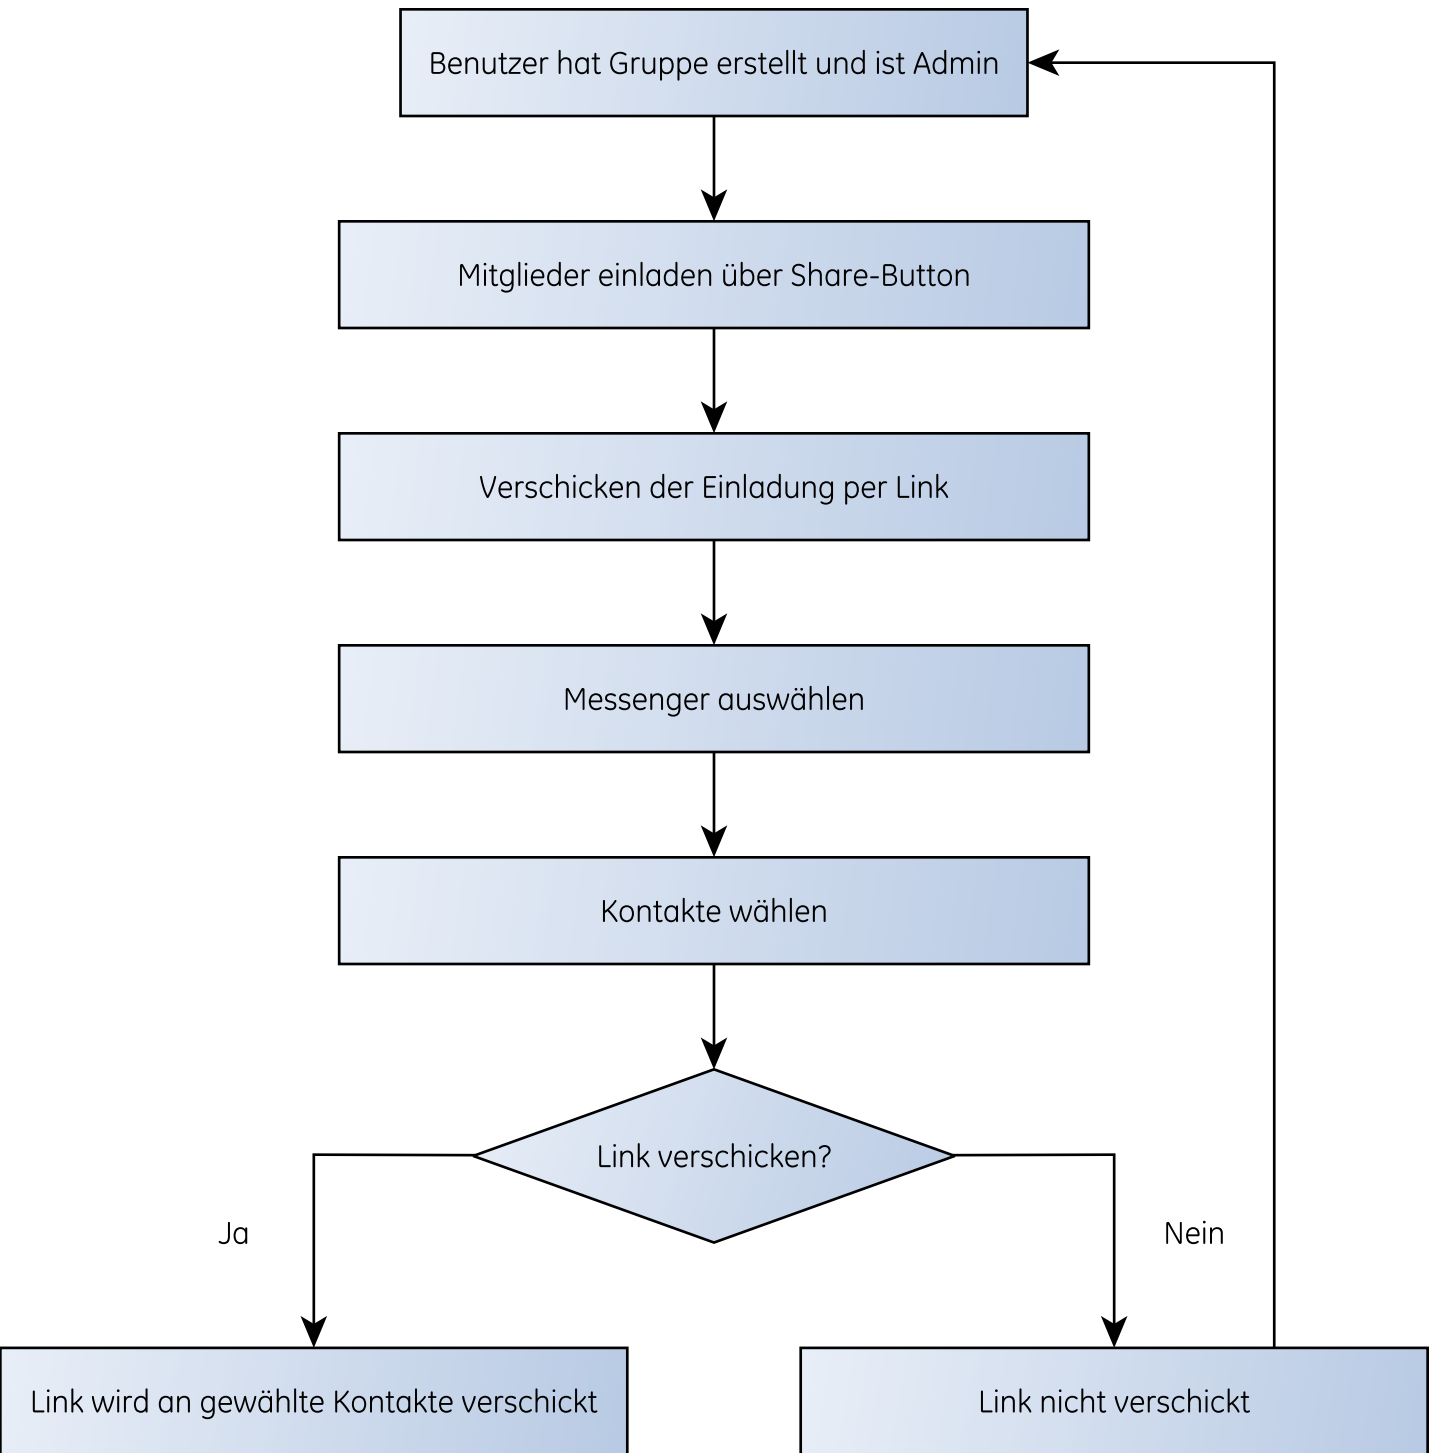 Benutzer hat Gruppe erstellt und ist Admin
Mitglieder einladen über Share-Button
Verschicken der Einladung per Link
Messenger auswählen
Kontakte wählen
Link verschicken?
Ja
Nein
Link wird an gewählte Kontakte verschickt
Link nicht verschickt